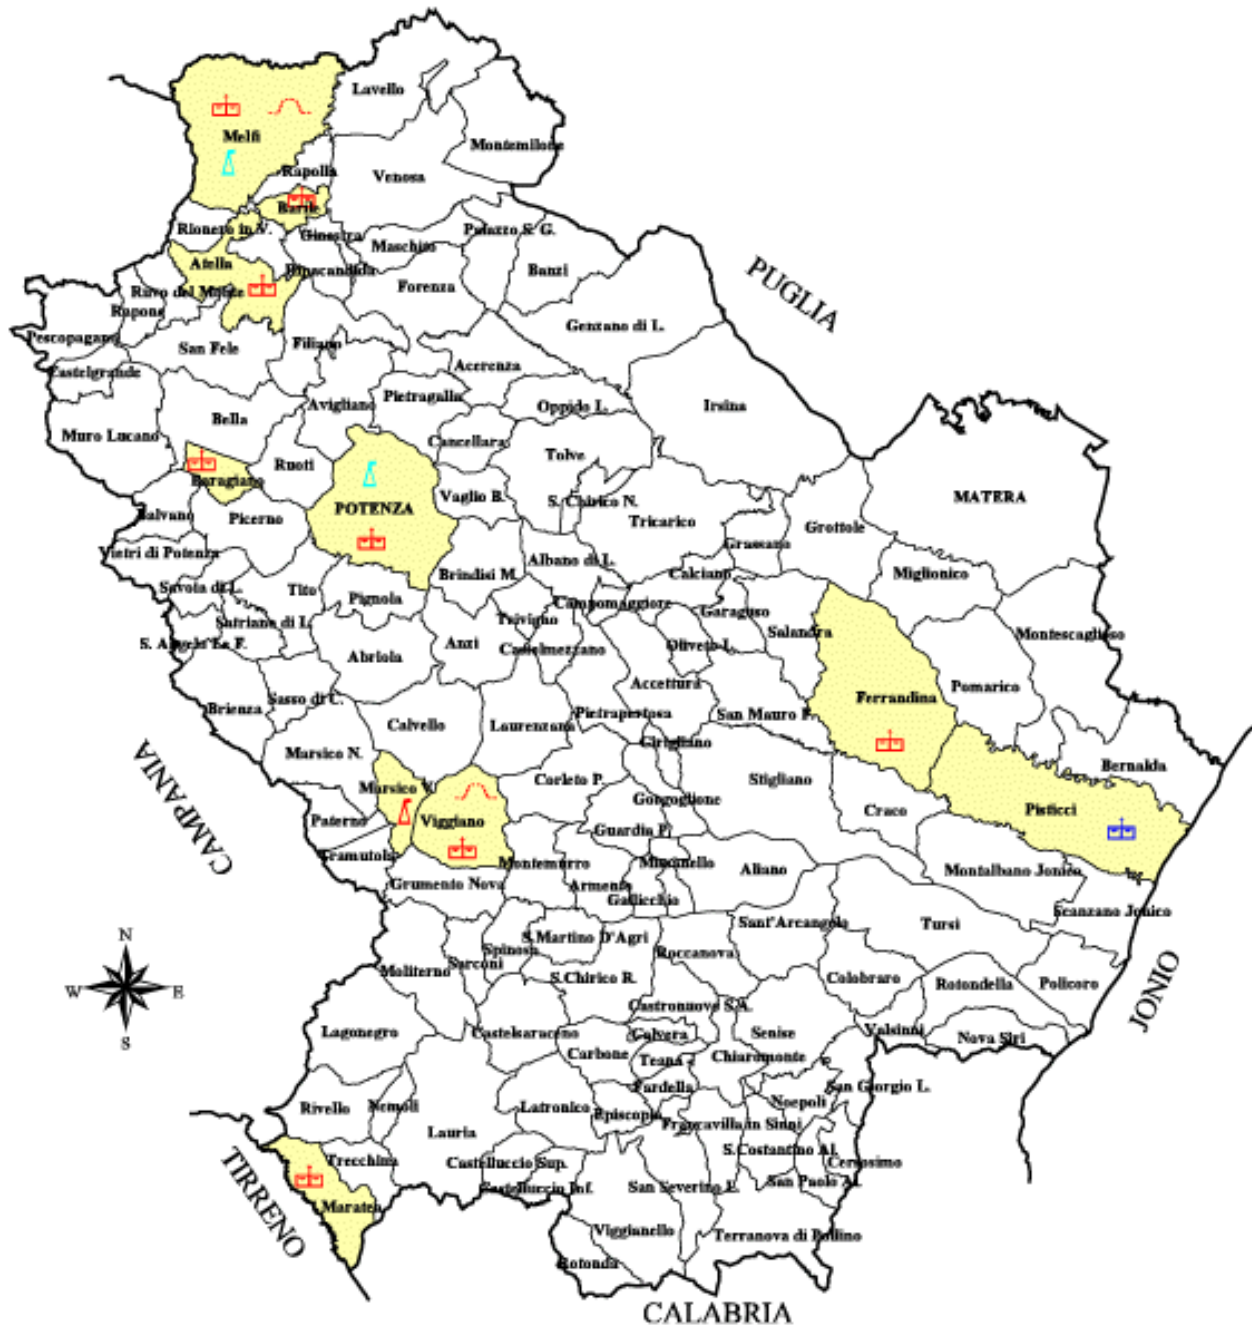 Lavello
Melfi
Montemilone
Rapolla
Venosa
Barile
Rionero in V.
Ginestra
Maschito
Palazzo S. G.
Atella
Ripacandida
Banzi
PUGLIA
Ruvo del Monte
Forenza
Rapone
Genzano di L.
Pescopagano
San Fele
Filiano
Castelgrande
Acerenza
Pietragalla
Avigliano
Oppido L.
Irsina
Bella
Muro Lucano
Cancellara
Tolve
Ruoti
Baragiano
Vaglio B.
S. Chirico N.
MATERA
POTENZA
Balvano
Picerno
Tricarico
Grottole
Grassano
Vietri di Potenza
Albano di L.
Brindisi M.
Calciano
Miglionico
Savoia di L.
Tito
Pignola
Campomaggiore
Garaguso
Satriano di L.
Trivigno
Salandra
Montescaglioso
S. Angelo Le F.
Anzi
Castelmezzano
Oliveto L.
Abriola
Accettura
Pomarico
Sasso di C.
Ferrandina
Brienza
Calvello
Laurenzana
Pietrapertosa
San Mauro F.
Cirigliano
Marsico N.
Bernalda
CAMPANIA
Marsico V.
Corleto P.
Stigliano
Gorgoglione
Craco
Pisticci
Paterno
Viggiano
Guardia P.
Tramutola
Montemurro
Missanello
Aliano
Montalbano Jonico
Grumento Nova
Armento
Gallicchio
Scanzano Jonico
Sant'Arcangelo
Tursi
N
S.Martino D'Agri
Spinoso
Roccanova
Sarconi
Moliterno
S.Chirico R.
Colobraro
Rotondella
Policoro
W
E
JONIO
Castronuovo S.A.
S
Lagonegro
Castelsaraceno
Calvera
Senise
Valsinni
Nova Siri
Carbone
Teana
Chiaromonte
Fardella
San Giorgio L.
Rivello
Nemoli
Latronico
Episcopia
Noepoli
Francavilla in Sinni
Lauria
TIRRENO
Trecchina
Castelluccio Sup.
S.Costantino Al.
Cersosimo
Castelluccio Inf.
San Severino L.
San Paolo Al.
Maratea
Viggianello
Terranova di Pollino
Rotonda
CALABRIA